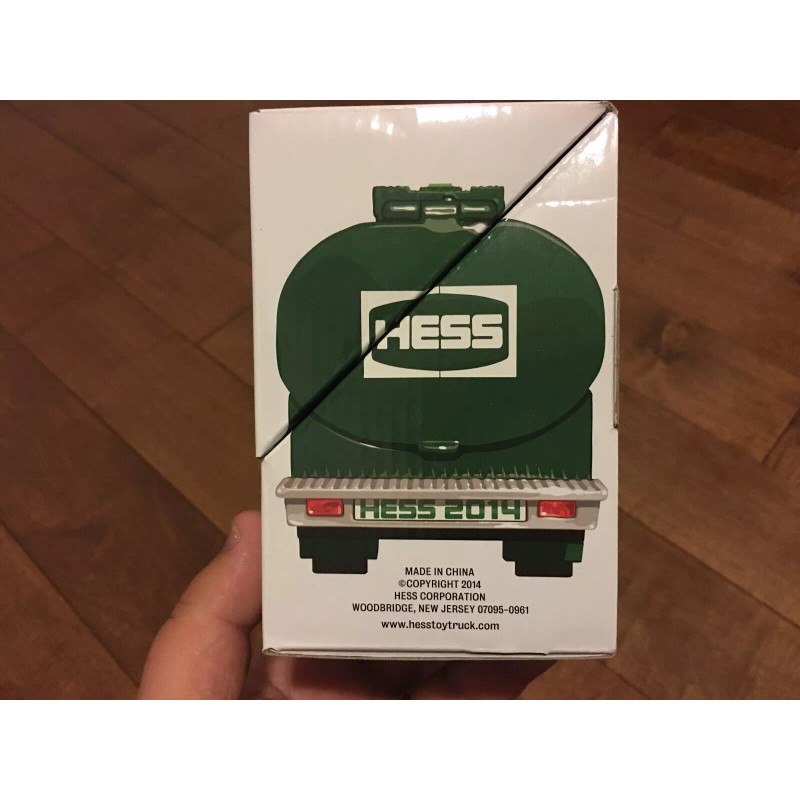 HESS
HESS 2014
MADE IN CHINA
©COPYRIGHT 2014
HESS CORPORATION
WOODBRIDGE, NEW JERSEY 07095-0961
www.hesstoytruck.com